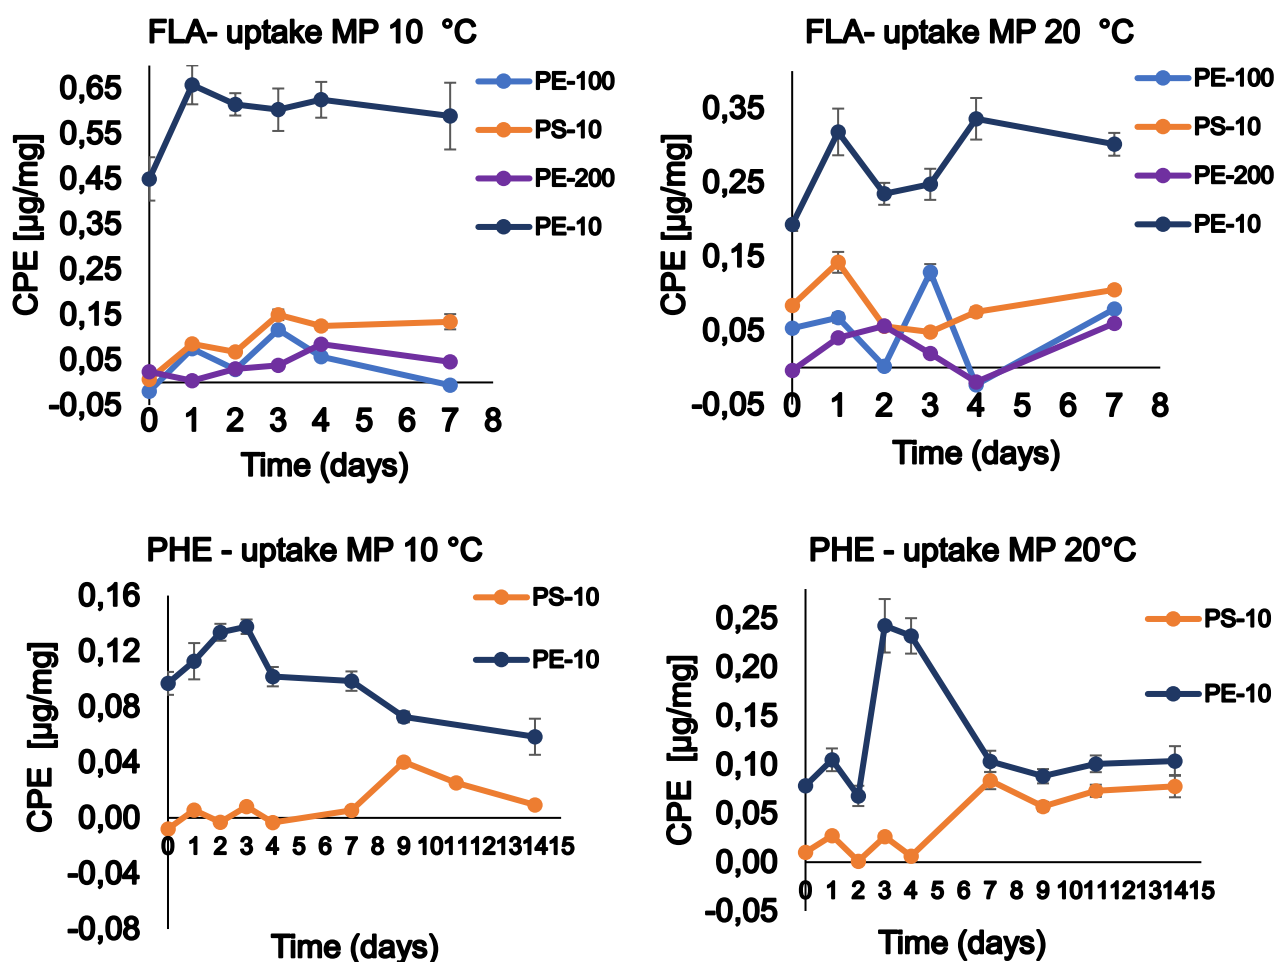 FLA- uptake MP 10 °C
CPE [µg/mg]
0,65
0,55
0,45
0,35
0,25
0,15
0,05
-0,05
0 1 2 3 4 5 6 7 8
Time (days)
PE-100
PS-10
PE-200
PE-10
FLA- uptake MP 20 °C
CPE [µg/mg]
0,35
0,25
0,15
0,05
-0,05
0 1 2 3 4 5 6 7 8
Time (days)
PE-100
PS-10
PE-200
PE-10
PHE - uptake MP 10 °C
CPE [µg/mg]
0,16
0,12
0,08
0,04
0,00
-0,04
-0,08
0 1 2 3 4 5 6 7 8 9 10 11 12 13 14 15
Time (days)
PS-10
PE-10
PHE - uptake MP 20°C
CPE [µg/mg]
0,25
0,20
0,15
0,10
0,05
0,00
-0,05
0 1 2 3 4 5 6 7 8 9 10 11 12 13 14 15
Time (days)
PS-10
PE-10